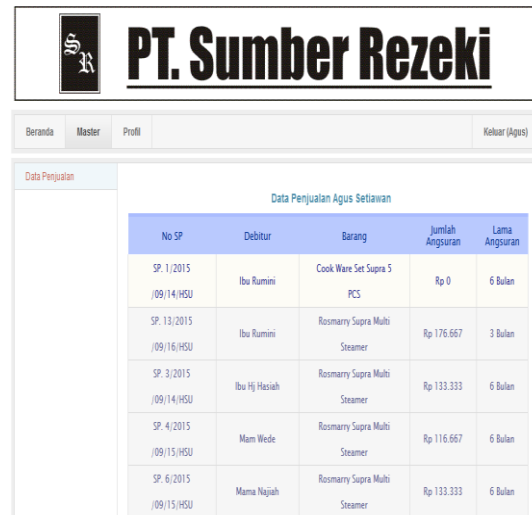 SR PT. Sumber Rezeki
Beranda Master Profil Keluar (Agus)
Data Penjualan
Data Penjualan Agus Setiawan
No SP Debitur Barang Jumlah Angsuran Lama Angsuran
SP. 1/2015 /09/14/HSU Ibu Rumini Cook Ware Set Supra 5 PCS Rp 0 6 Bulan
SP. 13/2015 /09/16/HSU Ibu Rumini Rosmarry Supra Multi Steamer Rp 176.667 3 Bulan
SP. 3/2015 /09/14/HSU Ibu Hj Hasiah Rosmarry Supra Multi Steamer Rp 133.333 6 Bulan
SP. 4/2015 /09/15/HSU Mam Wede Rosmarry Supra Multi Steamer Rp 116.667 6 Bulan
SP. 6/2015 /09/15/HSU Mama Najiah Rosmarry Supra Multi Steamer Rp 133.333 6 Bulan